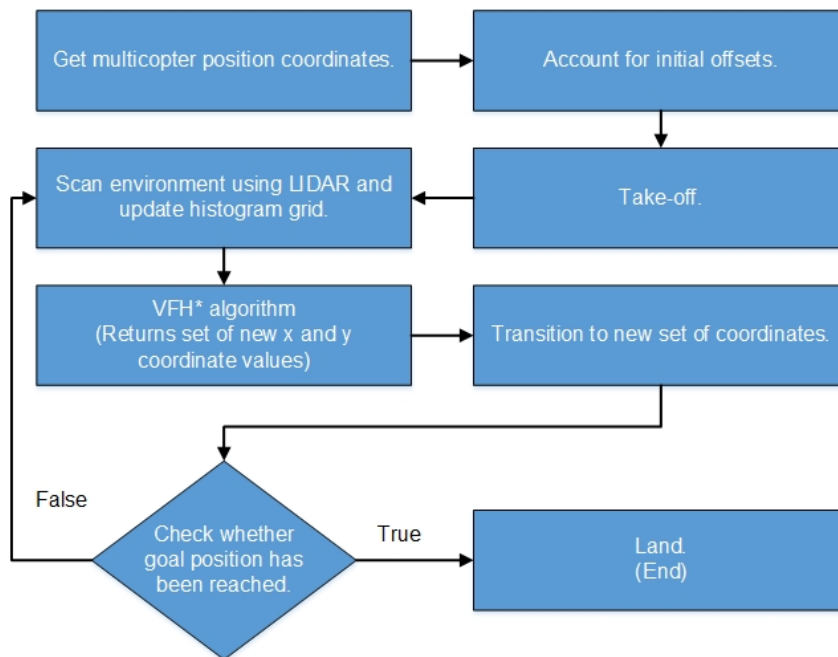 Get multicopter position coordinates.
Account for initial offsets.
Scan environment using LIDAR and
update histogram grid.
Take-off.
VFH* algorithm
(Returns set of new x and y
coordinate values)
Transition to new set of coordinates.
False
Check whether
goal position has
been reached.
True
Land.
(End)